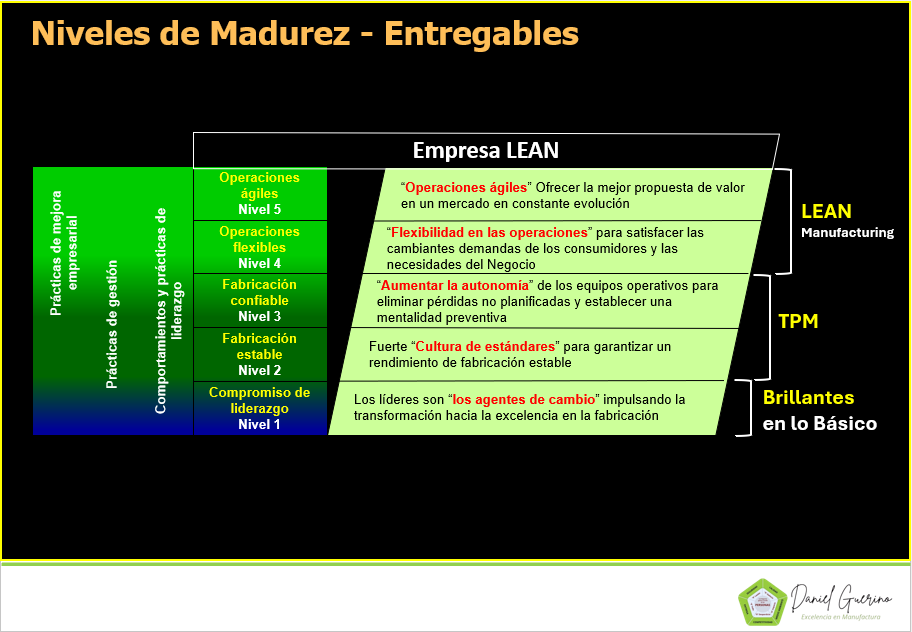 Niveles de Madurez - Entregables
Empresa LEAN
Prácticas de mejora
empresarial
Prácticas de gestión
Comportamientos y prácticas de
liderazgo
Operaciones
ágiles
Nivel 5
“Operaciones ágiles” Ofrecer la mejor propuesta de valor
en un mercado en constante evolución
Operaciones
flexibles
Nivel 4
“Flexibilidad en las operaciones” para satisfacer las
cambiantes demandas de los consumidores y las
necesidades del Negocio
LEAN
Manufacturing
Fabricación
confiable
Nivel 3
“Aumentar la autonomía” de los equipos operativos para
eliminar pérdidas no planificadas y establecer una
mentalidad preventiva
Fabricación
estable
Nivel 2
Fuerte “Cultura de estándares” para garantizar un
rendimiento de fabricación estable
TPM
Compromiso de
liderazgo
Nivel 1
Los líderes son “los agentes de cambio” impulsando la
transformación hacia la excelencia en la fabricación
Brillantes
en lo Básico
Daniel Guerino
Excelencia en Manufactura